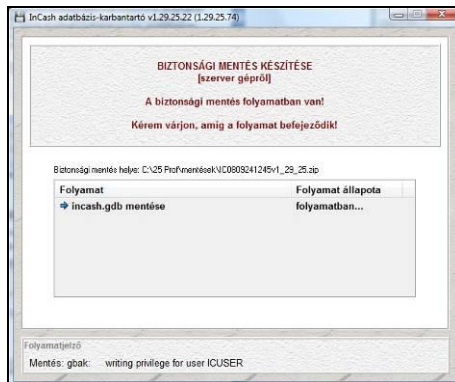 InCash adatbázis-karbantartó v1.29.25.22 (1.29.25.74)
BIZTONSÁGI MENTÉS KÉSZÍTÉSE
[szerver gépről]
A biztonsági mentés folyamatban van!
Kérem várjon, amíg a folyamat befejeződik!
Biztonsági mentés helye: C:\25 Prof\mentések\IC0809241245v1_29_25.zip
Folyamat Folyamat állapota
incash.gdb mentése folyamatban...
Folyamatjelző
Mentés: gbak: writing privilege for user ICUSER